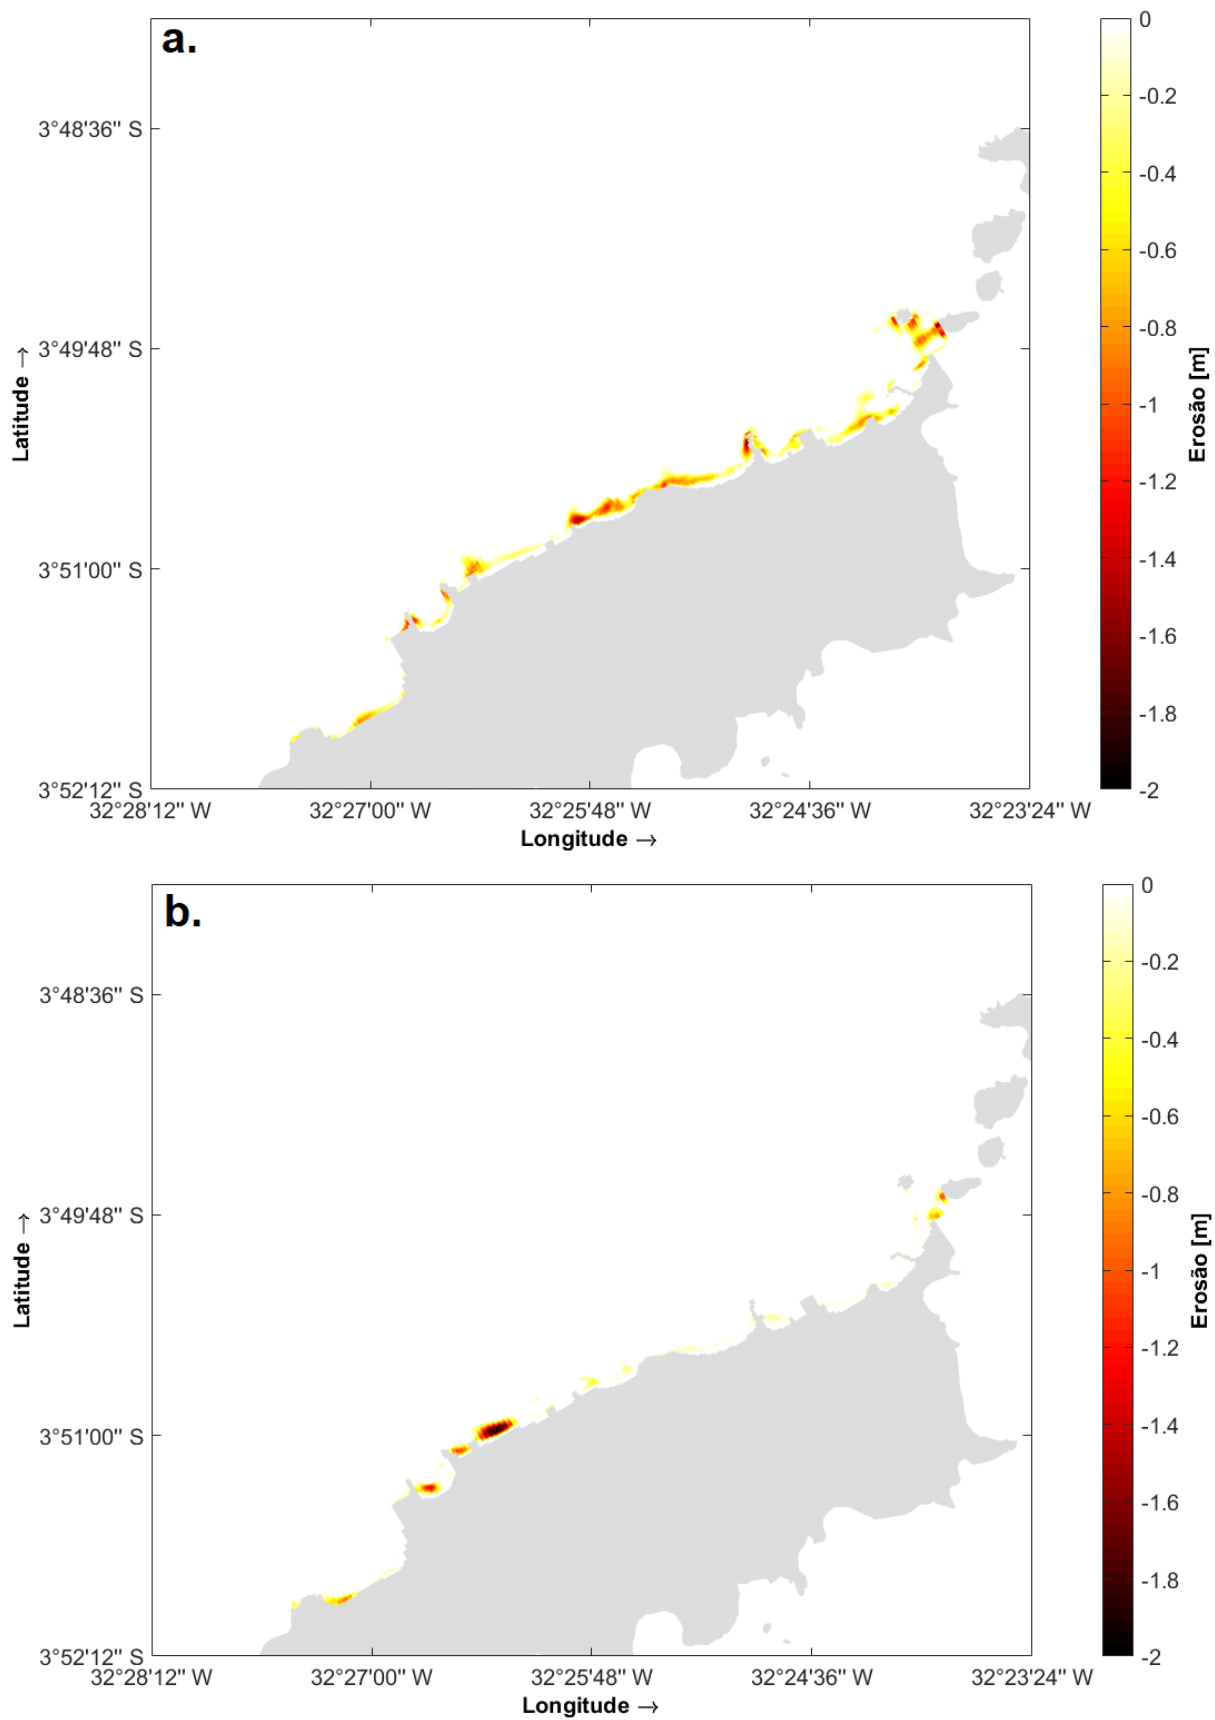 a.
3°48'36" S
3°49'48" S
3°51'00" S
3°52'12" S
Latitude →
32°28'12" W 32°27'00" W 32°25'48" W 32°24'36" W 32°23'24" W
Longitude →
0
-0.2
-0.4
-0.6
-0.8
-1
-1.2
-1.4
-1.6
-1.8
-2
Erosão [m]
b.
3°48'36" S
3°49'48" S
3°51'00" S
3°52'12" S
Latitude →
32°28'12" W 32°27'00" W 32°25'48" W 32°24'36" W 32°23'24" W
Longitude →
0
-0.2
-0.4
-0.6
-0.8
-1
-1.2
-1.4
-1.6
-1.8
-2
Erosão [m]